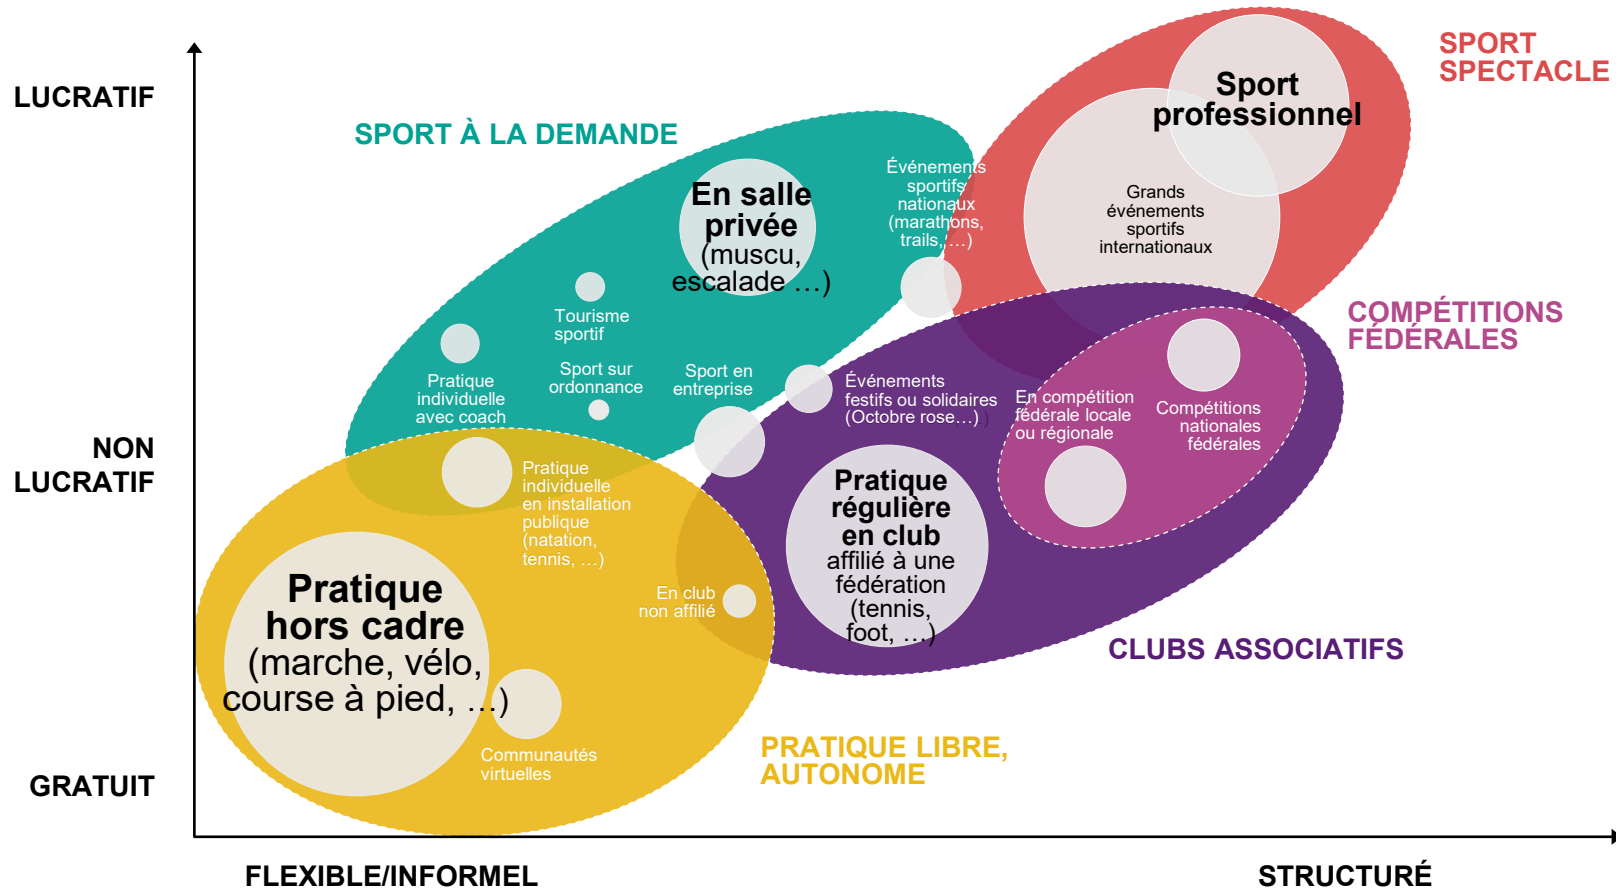 LUCRATIF
NON
LUCRATIF
GRATUIT
SPORT À LA DEMANDE
En salle
privée
(muscu,
escalade ...)
Tourisme
sportif
Pratique
individuelle
avec coach
Sport sur
ordonnance
Sport en
entreprise
Événements
sportifs
nationaux
(marathons,
trails, ...)
SPORT
SPECTACLE
Sport
professionnel
Grands
événements
sportifs
internationaux
COMPÉTITIONS
FÉDÉRALES
Événements
festifs ou solidaires
(Octobre rose...)
En compétition
fédérale locale
ou régionale
Compétitions
nationales
fédérales
Pratique
régulière
en club
affilié à une
fédération
(tennis,
foot, ...)
CLUBS ASSOCIATIFS
Pratique
individuelle
en installation
publique
(natation,
tennis, ...)
En club
non affilié
Pratique
hors cadre
(marche, vélo,
course à pied, ...)
Communautés
virtuelles
PRATIQUE LIBRE,
AUTONOME
FLEXIBLE/INFORMEL
STRUCTURÉ